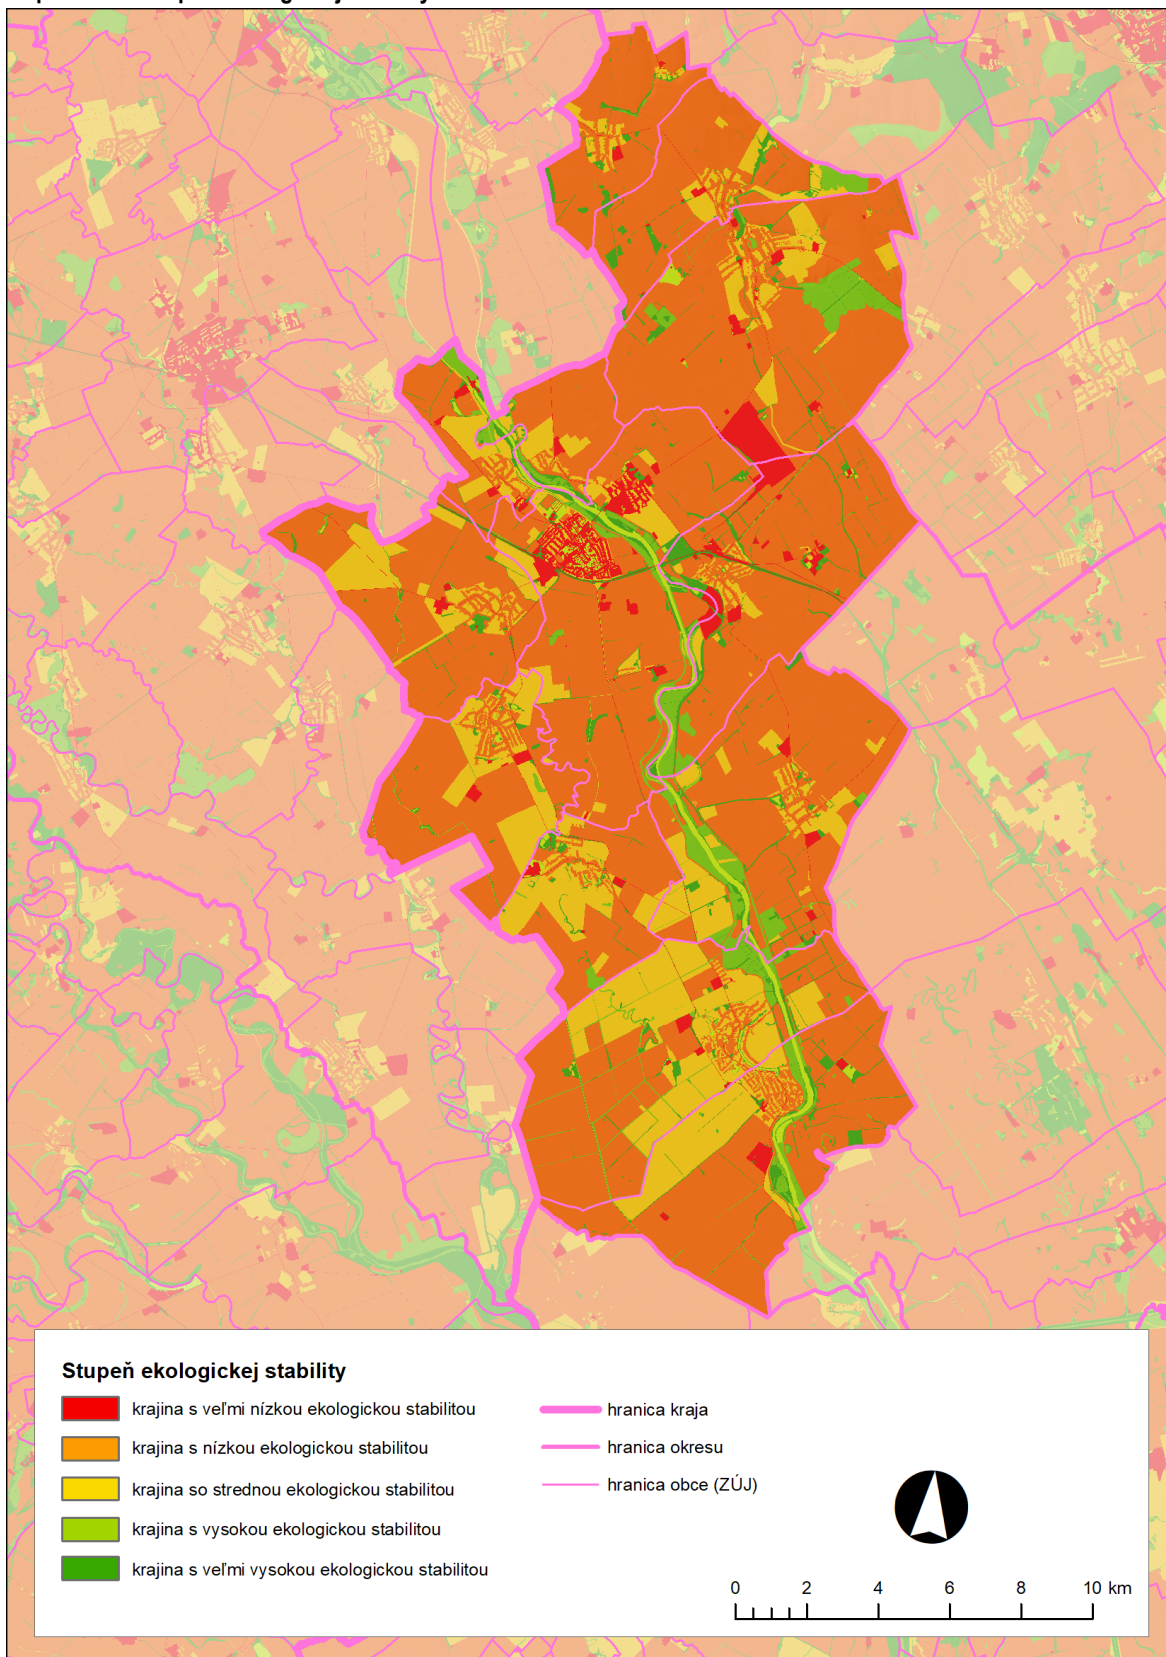 Stupeň ekologickej stability
krajina s veľmi nízkou ekologickou stabilitou
krajina s nízkou ekologickou stabilitou
krajina so strednou ekologickou stabilitou
krajina s vysokou ekologickou stabilitou
krajina s veľmi vysokou ekologickou stabilitou
hranica kraja
hranica okresu
hranica obce (ZÚJ)
0 2 4 6 8 10 km